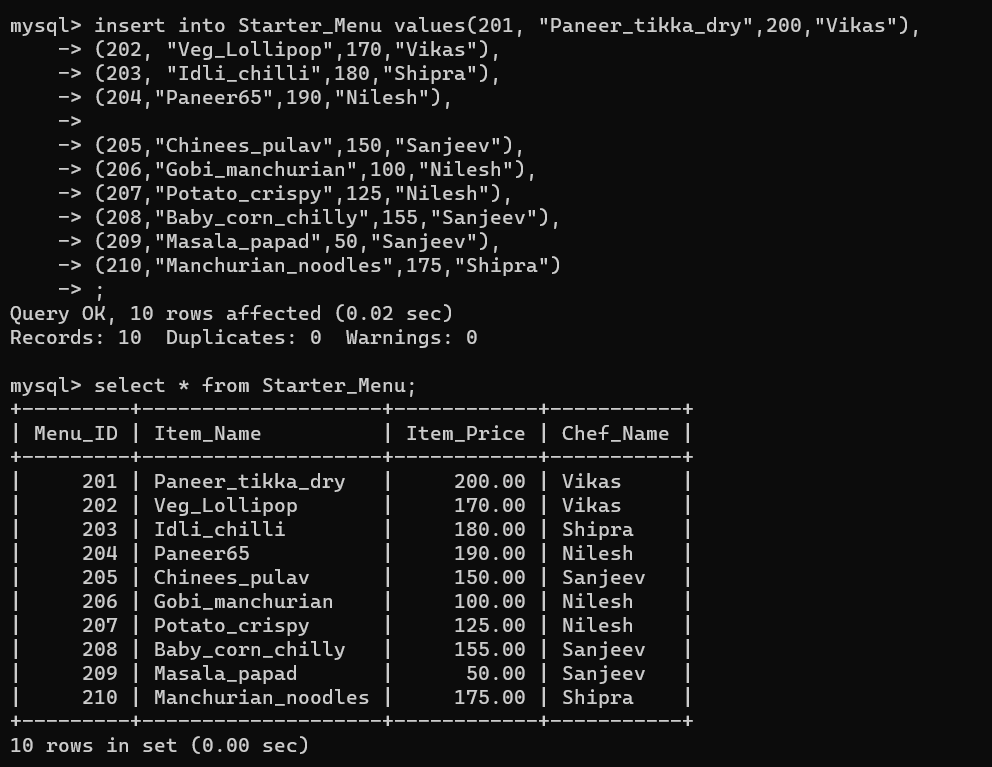 mysql> insert into Starter_Menu values(201, "Paneer_tikka_dry",200,"Vikas"),
    -> (202, "Veg_Lollipop",170,"Vikas"),
    -> (203, "Idli_chilli",180,"Shipra"),
    -> (204,"Paneer65",190,"Nilesh"),
    ->
    -> (205,"Chinees_pulav",150,"Sanjeev"),
    -> (206,"Gobi_manchurian",100,"Nilesh"),
    -> (207,"Potato_crispy",125,"Nilesh"),
    -> (208,"Baby_corn_chilly",155,"Sanjeev"),
    -> (209,"Masala_papad",50,"Sanjeev"),
    -> (210,"Manchurian_noodles",175,"Shipra")
    -> ;
Query OK, 10 rows affected (0.02 sec)
Records: 10  Duplicates: 0  Warnings: 0

mysql> select * from Starter_Menu;
+---------+--------------------+------------+-----------+
| Menu_ID | Item_Name          | Item_Price | Chef_Name |
+---------+--------------------+------------+-----------+
|     201 | Paneer_tikka_dry   |     200.00 | Vikas     |
|     202 | Veg_Lollipop       |     170.00 | Vikas     |
|     203 | Idli_chilli        |     180.00 | Shipra    |
|     204 | Paneer65           |     190.00 | Nilesh    |
|     205 | Chinees_pulav      |     150.00 | Sanjeev   |
|     206 | Gobi_manchurian    |     100.00 | Nilesh    |
|     207 | Potato_crispy      |     125.00 | Nilesh    |
|     208 | Baby_corn_chilly   |     155.00 | Sanjeev   |
|     209 | Masala_papad       |      50.00 | Sanjeev   |
|     210 | Manchurian_noodles |     175.00 | Shipra    |
+---------+--------------------+------------+-----------+
10 rows in set (0.00 sec)